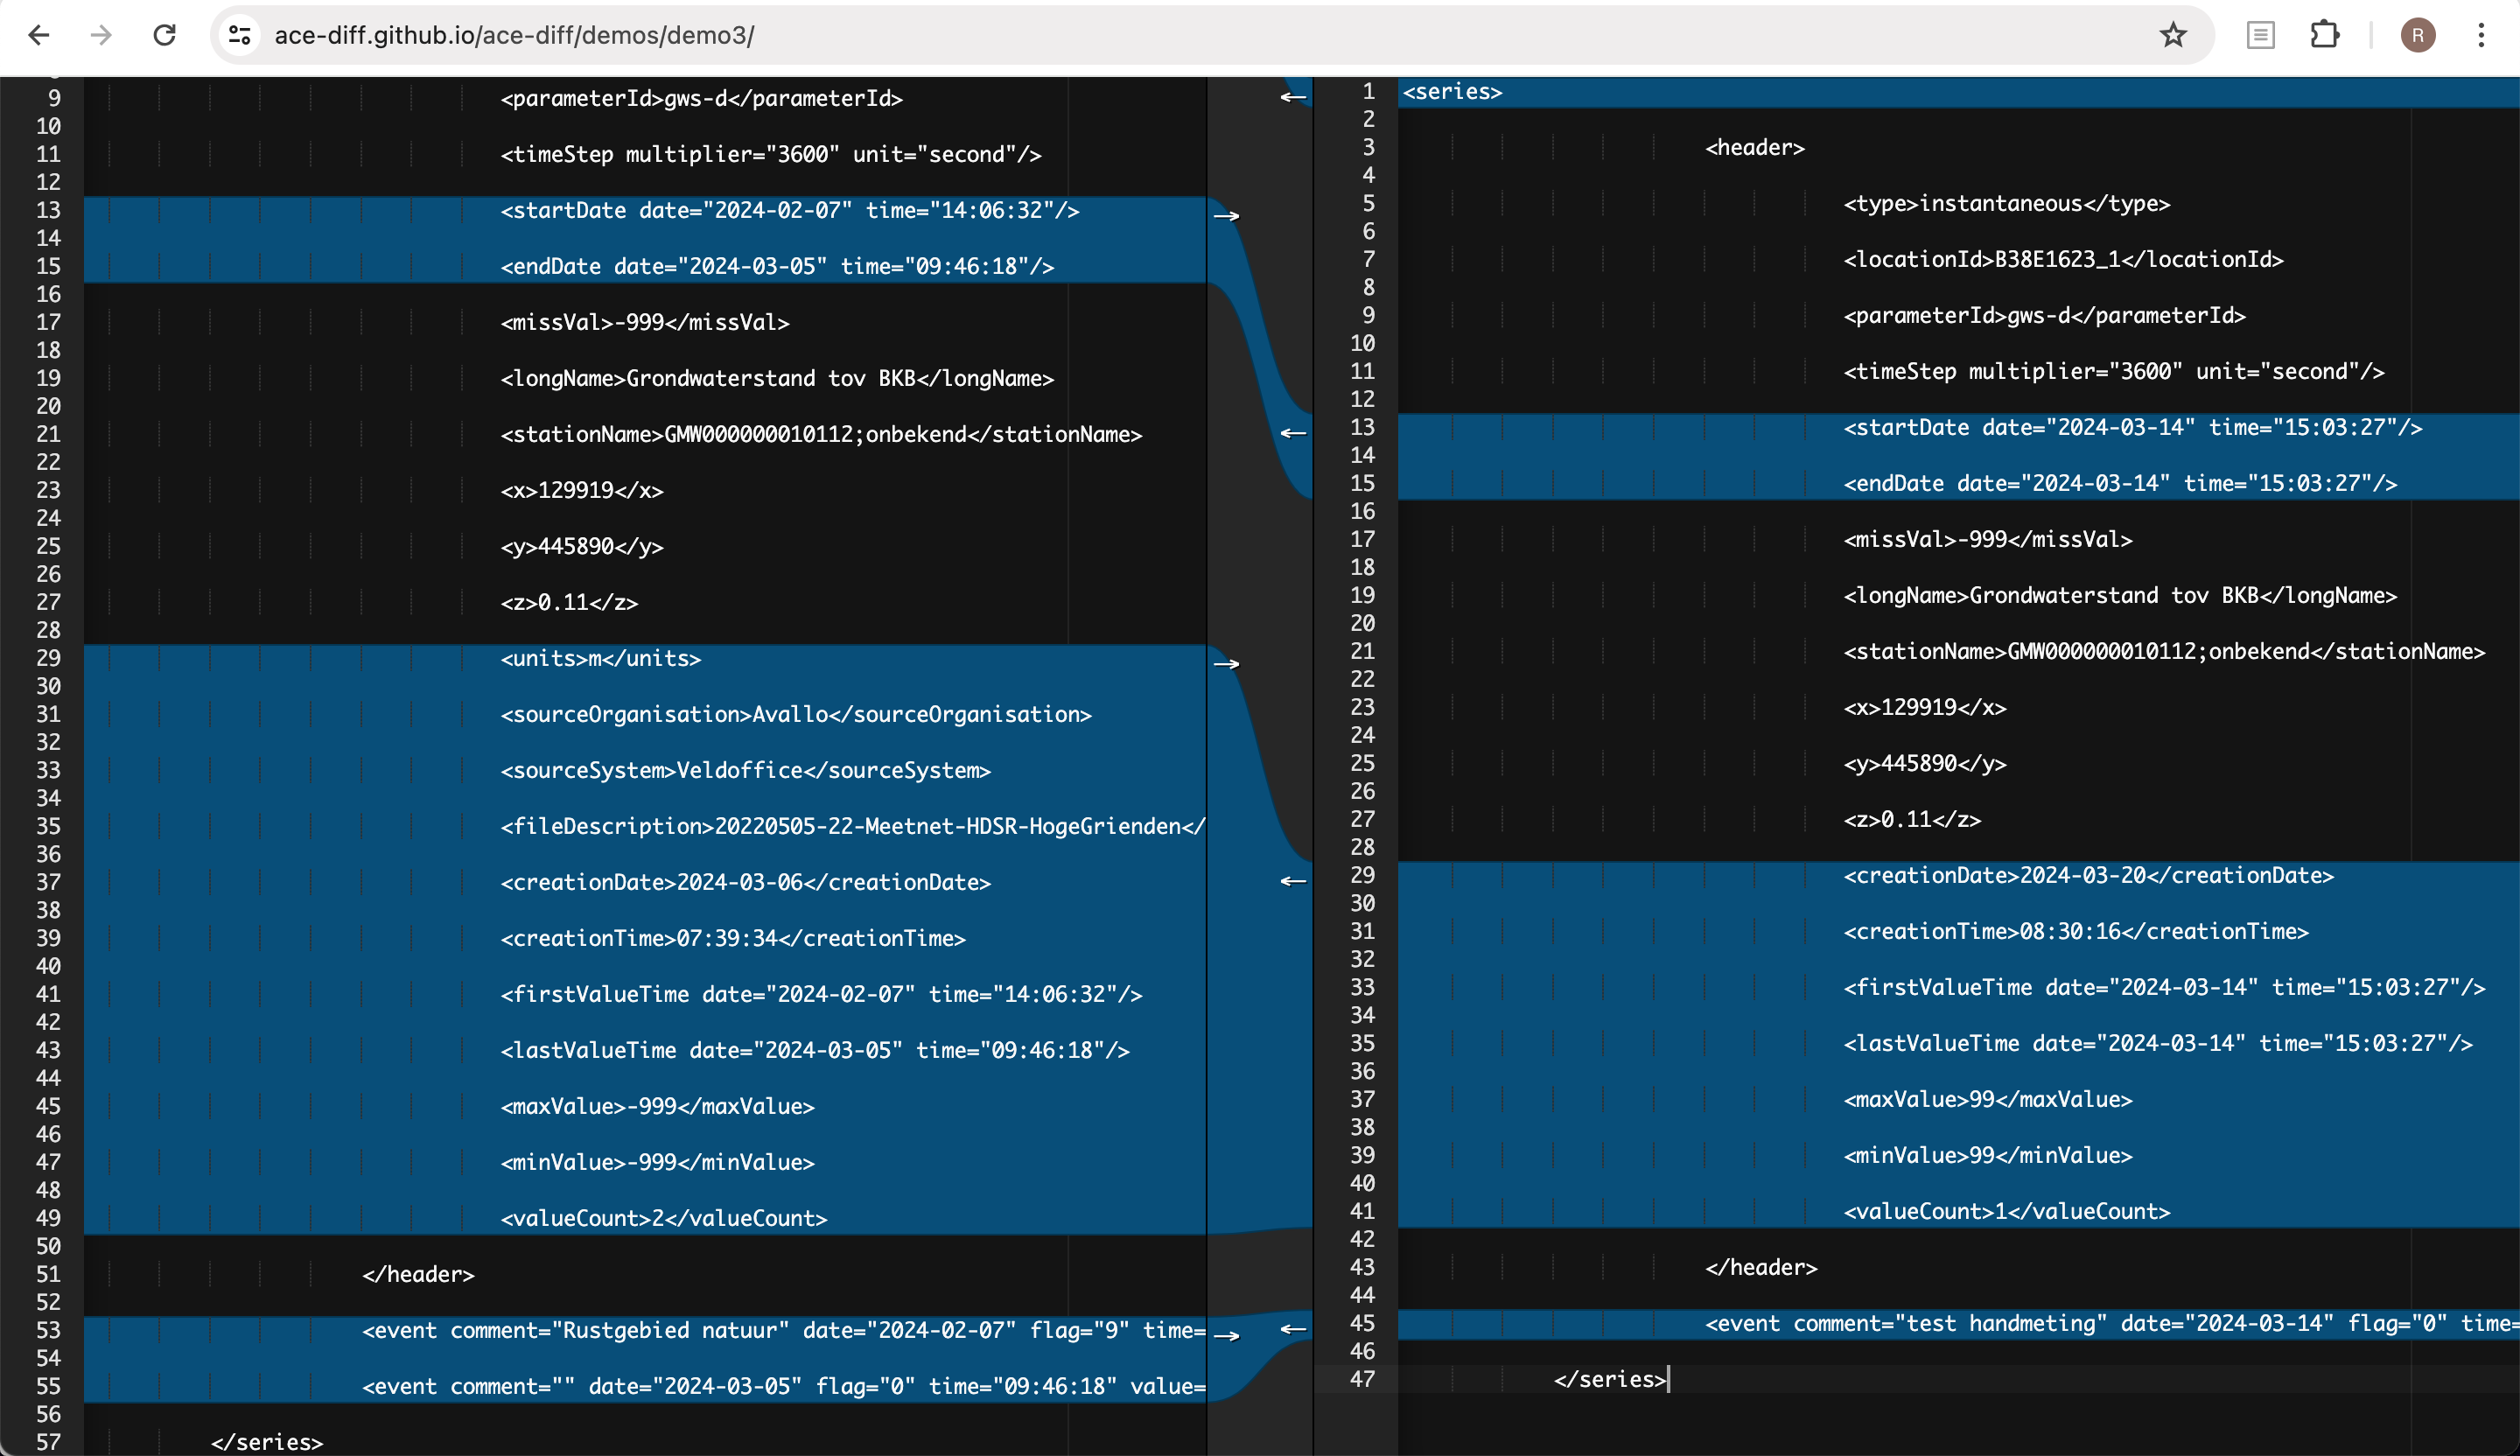 ace-diff.github.io/ace-diff/demos/demo3/
R
9 <parameterId>gws-d</parameterId>
10
11 <timeStep multiplier="3600" unit="second"/>
12
13 <startDate date="2024-02-07" time="14:06:32"/>
14
15 <endDate date="2024-03-05" time="09:46:18"/>
16
17 <missVal>-999</missVal>
18
19 <longName>Grondwaterstand tov BKB</longName>
20
21 <stationName>GMW000000010112;onbekend</stationName>
22
23 <x>129919</x>
24
25 <y>445890</y>
26
27 <z>0.11</z>
28
29 <units>m</units>
30
31 <sourceOrganisation>Avallo</sourceOrganisation>
32
33 <sourceSystem>Veldoffice</sourceSystem>
34
35 <fileDescription>20220505-22-Meetnet-HDSR-HogeGrienden</
36
37 <creationDate>2024-03-06</creationDate>
38
39 <creationTime>07:39:34</creationTime>
40
41 <firstValueTime date="2024-02-07" time="14:06:32"/>
42
43 <lastValueTime date="2024-03-05" time="09:46:18"/>
44
45 <maxValue>-999</maxValue>
46
47 <minValue>-999</minValue>
48
49 <valueCount>2</valueCount>
50
51 </header>
52
53 <event comment="Rustgebied natuur" date="2024-02-07" flag="9" time=
54
55 <event comment="" date="2024-03-05" flag="0" time="09:46:18" value=
56
57 </series>
1 <series>
2
3 <header>
4
5 <type>instantaneous</type>
6
7 <locationId>B38E1623_1</locationId>
8
9 <parameterId>gws-d</parameterId>
10
11 <timeStep multiplier="3600" unit="second"/>
12
13 <startDate date="2024-03-14" time="15:03:27"/>
14
15 <endDate date="2024-03-14" time="15:03:27"/>
16
17 <missVal>-999</missVal>
18
19 <longName>Grondwaterstand tov BKB</longName>
20
21 <stationName>GMW000000010112;onbekend</stationName>
22
23 <x>129919</x>
24
25 <y>445890</y>
26
27 <z>0.11</z>
28
29 <creationDate>2024-03-20</creationDate>
30
31 <creationTime>08:30:16</creationTime>
32
33 <firstValueTime date="2024-03-14" time="15:03:27"/>
34
35 <lastValueTime date="2024-03-14" time="15:03:27"/>
36
37 <maxValue>99</maxValue>
38
39 <minValue>99</minValue>
40
41 <valueCount>1</valueCount>
42
43 </header>
44
45 <event comment="test handmeting" date="2024-03-14" flag="0" time=
46
47 </series>